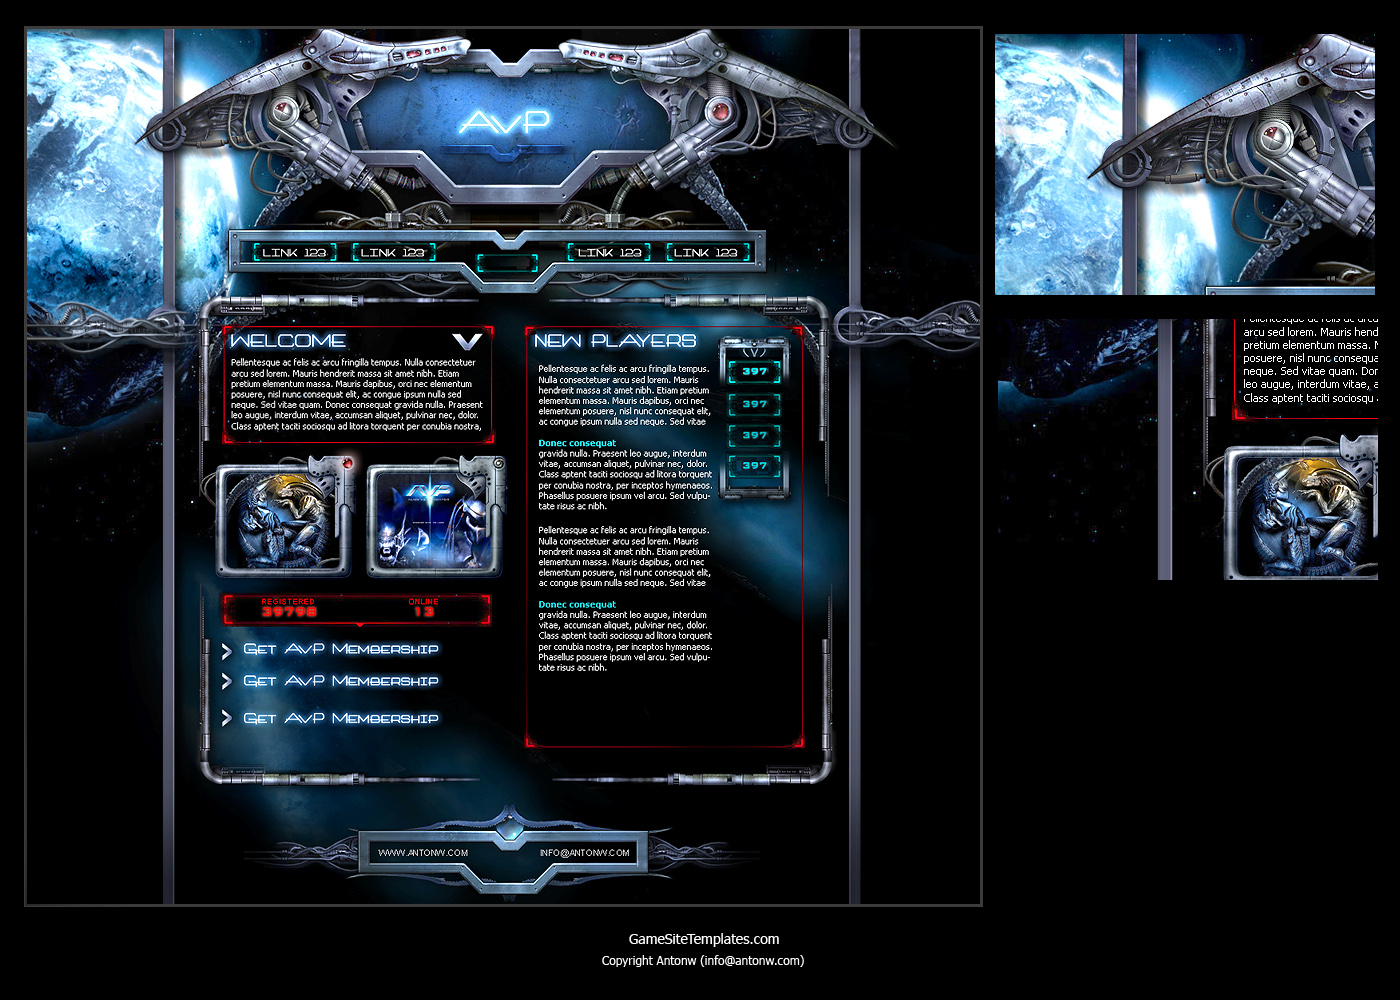 AvP
LINK 123
LINK 123
LINK 123
LINK 123
WELCOME
Pellentesque ac felis ac arcu fringilla tempus. Nulla consectetuer
arcu sed lorem. Mauris hendrerit massa sit amet nibh. Etiam
pretium elementum massa. Mauris dapibus, orci nec elementum
posuere, nisl nunc consequat elit, ac congue ipsum nulla sed
neque. Sed vitae quam. Donec consequat gravida nulla. Praesent
leo augue, interdum vitae, accumsan aliquet, pulvinar nec, dolor.
Class aptent taciti sociosqu ad litora torquent per conubia nostra,
AVP
REGISTERED
39798
ONLINE
13
Get AvP Membership
Get AvP Membership
Get AvP Membership
NEW PLAYERS
Pellentesque ac felis ac arcu fringilla tempus.
Nulla consectetuer arcu sed lorem. Mauris
hendrerit massa sit amet nibh. Etiam pretium
elementum massa. Mauris dapibus, orci nec
elementum posuere, nisl nunc consequat elit,
ac congue ipsum nulla sed neque. Sed vitae
Donec consequat
gravida nulla. Praesent leo augue, interdum
vitae, accumsan aliquet, pulvinar nec, dolor.
Class aptent taciti sociosqu ad litora torquent
per conubia nostra, per inceptos hymenaeos.
Phasellus posuere ipsum vel arcu. Sed vulpu-
tate risus ac nibh.
Pellentesque ac felis ac arcu fringilla tempus.
Nulla consectetuer arcu sed lorem. Mauris
hendrerit massa sit amet nibh. Etiam pretium
elementum massa. Mauris dapibus, orci nec
elementum posuere, nisl nunc consequat elit,
ac congue ipsum nulla sed neque. Sed vitae
Donec consequat
gravida nulla. Praesent leo augue, interdum
vitae, accumsan aliquet, pulvinar nec, dolor.
Class aptent taciti sociosqu ad litora torquent
per conubia nostra, per inceptos hymenaeos.
Phasellus posuere ipsum vel arcu. Sed vulpu-
tate risus ac nibh.
397
397
397
397
WWW.ANTONW.COM
INFO@ANTONW.COM
Pellentesque ac felis ac arcu
arcu sed lorem. Mauris hend
pretium elementum massa. M
posuere, nisl nunc consequa
neque. Sed vitae quam. Dor
leo augue, interdum vitae, a
Class aptent taciti sociosqu
GameSiteTemplates.com
Copyright Antonw (info@antonw.com)